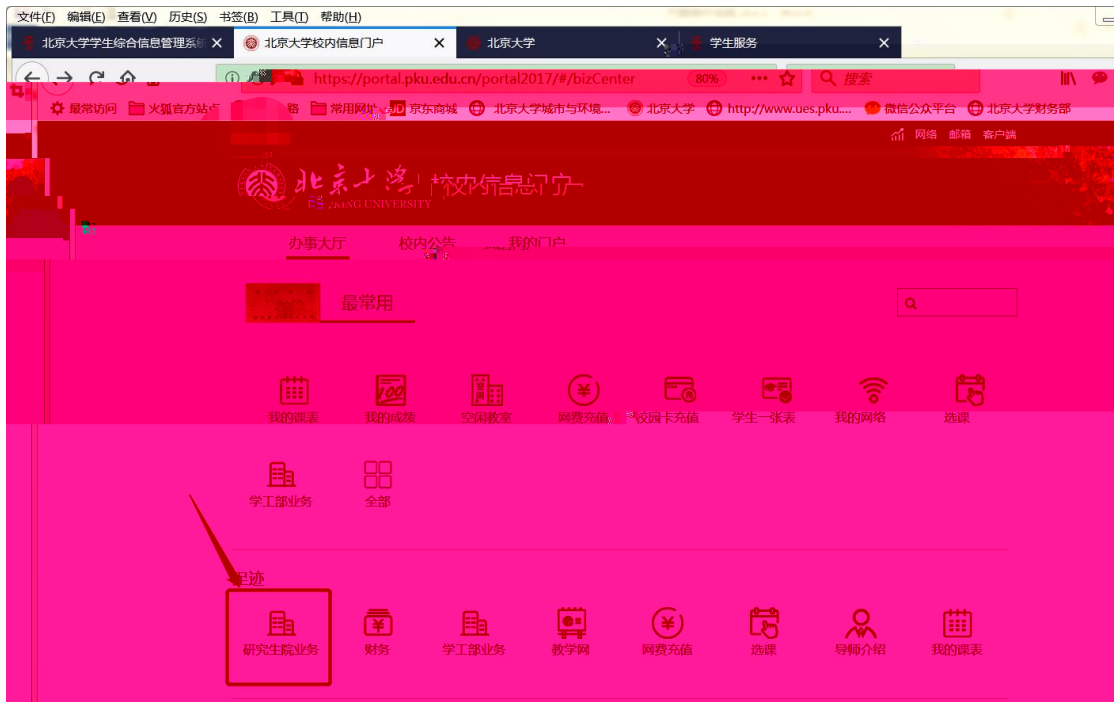 文件(F) 编辑(E) 查看(V) 历史(S) 书签(B) 工具(T) 帮助(H)
北京大学学生综合信息管理系统 北京大学校内信息门户 北京大学 学生服务
https://portal.pku.edu.cn/portal2017/#/bizCenter 80% 搜索
最常访问 火狐官方站点 常用网址 JD 京东商城 北京大学城市与环境... 北京大学 http://www.ues.pku.... 微信公众平台 北京大学财务部
网络 邮箱 客户端
北京大学 校内信息门户
PEKING UNIVERSITY
办事大厅 校内公告 我的门户
最常用
我的课表 我的成绩 空闲教室 网费充值 校园卡充值 学生一张表 我的网络 选课
学工部业务 全部
足迹
研究生院业务 财务 学工部业务 教学网 网费充值 选课 导师介绍 我的课表